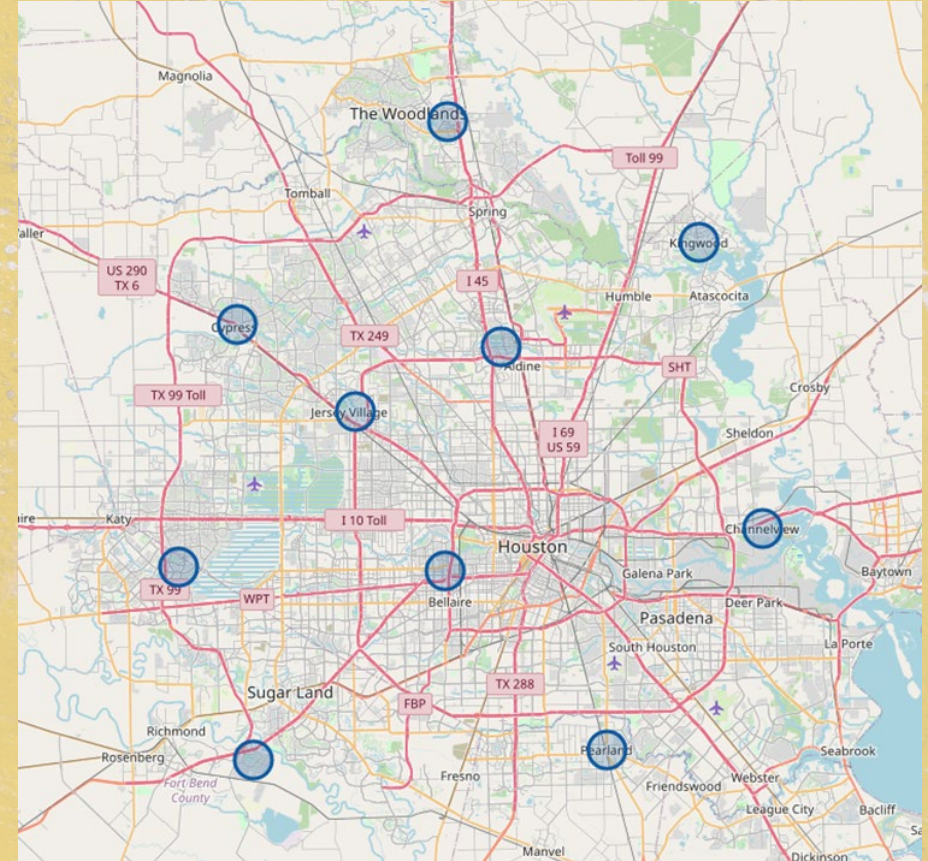 Magnolia
The Woodlands
Toll 99
Tomball
Spring
Kingwood
aller
US 290
TX 6
I 45
Humble
Atascocita
Cypress
TX 249
Aldine
SHT
TX 99 Toll
Crosby
Jersey Village
I 69
US 59
Sheldon
Katy
I 10 Toll
Channelview
ire
Houston
Galena Park
Baytown
TX 99
WPT
Bellaire
Deer Park
Pasadena
South Houston
La Porte
Sugar Land
TX 288
FBP
Richmond
Rosenberg
Pearland
Seabrook
Fort Bend
County
Fresno
Friendswood
Webster
League City
Bacliff
Sa
Manvel
Dickinson